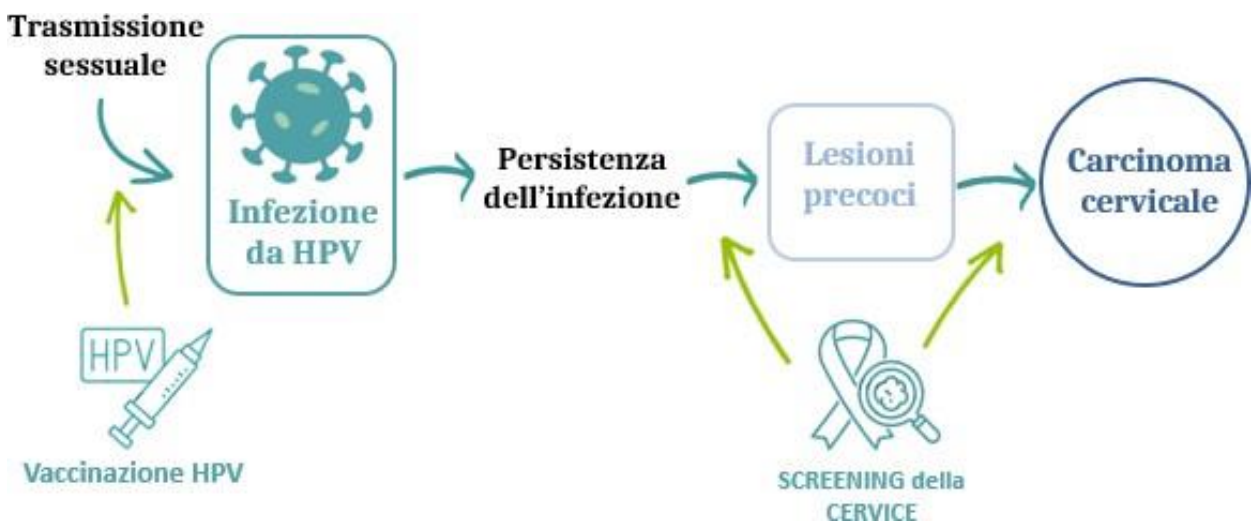 Trasmissione
sessuale
Infezione
da HPV
Persistenza
dell’infezione
Lesioni
precoci
Carcinoma
cervicale
HPV
Vaccinazione HPV
SCREENING della
CERVICE